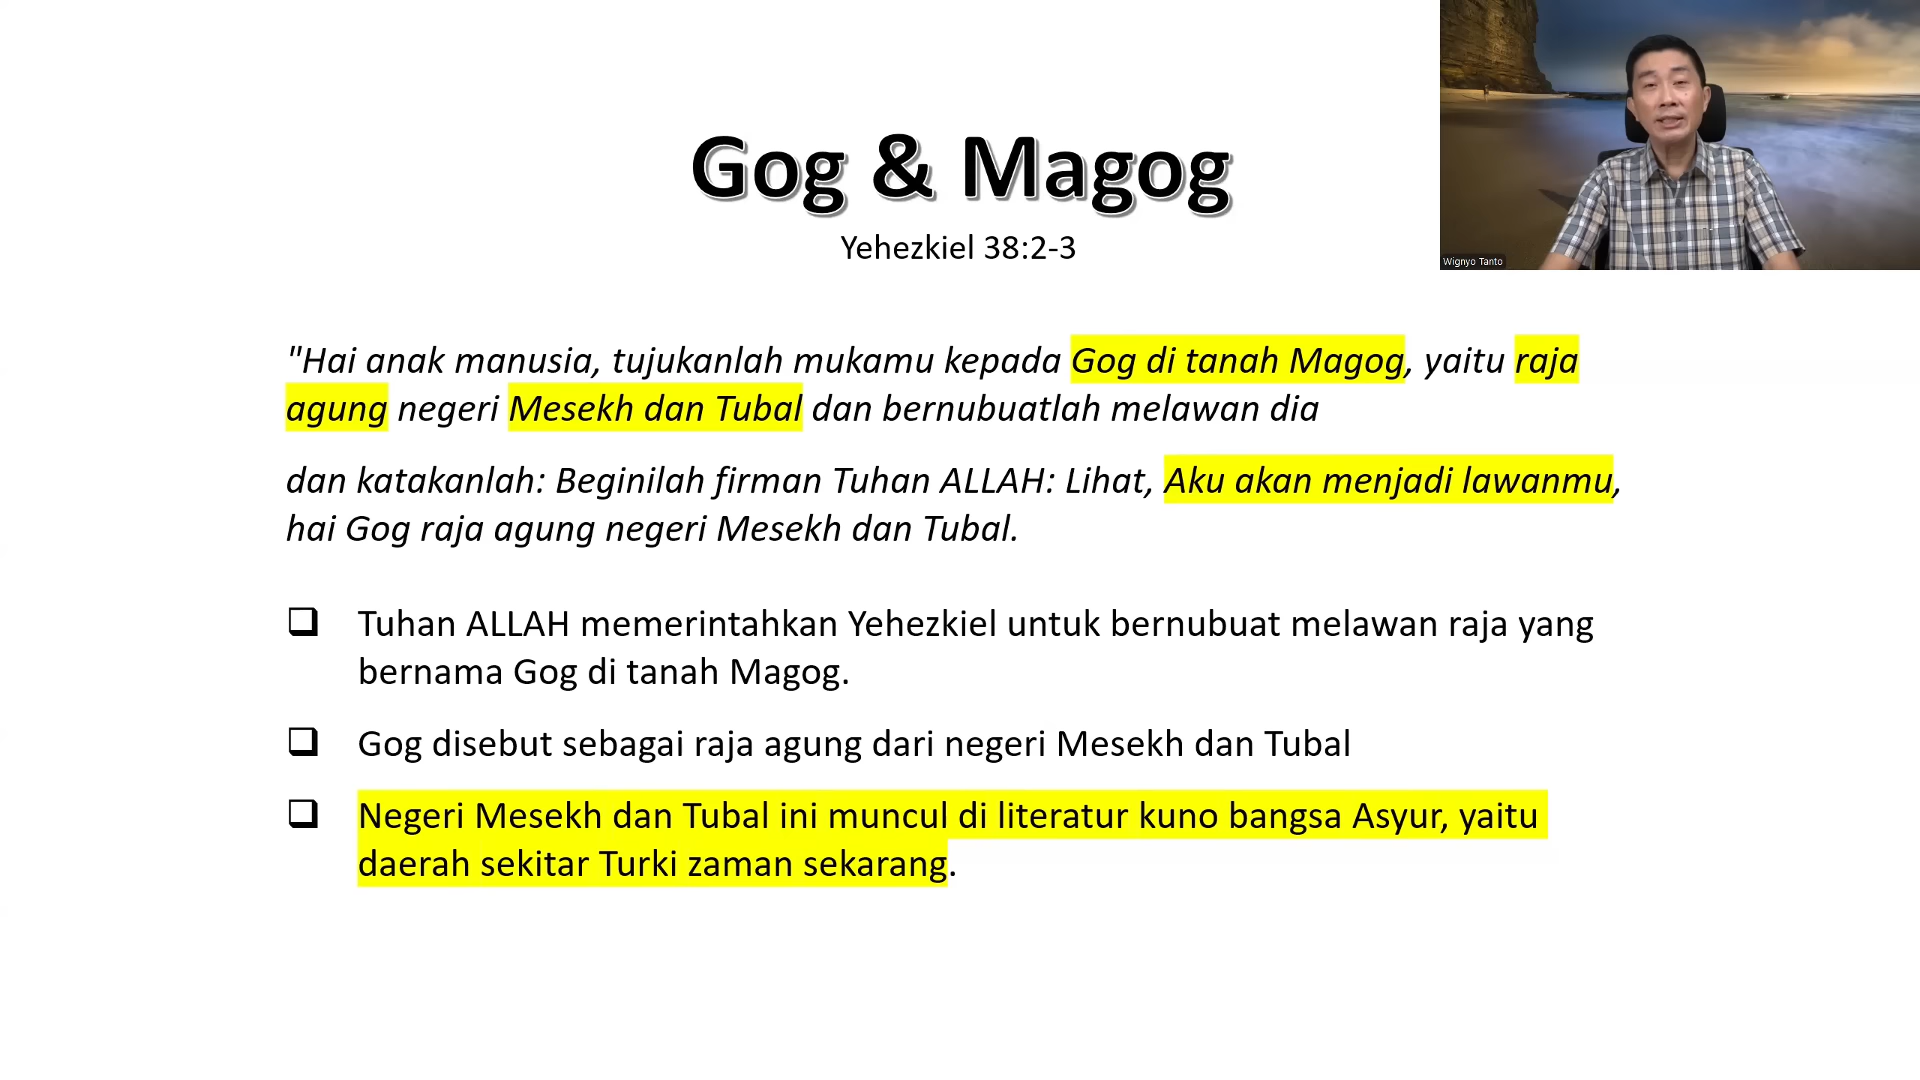 Gog & Magog
Yehezkiel 38:2-3
Wignyo Tanto
"Hai anak manusia, tujukanlah mukamu kepada Gog di tanah Magog, yaitu raja
agung negeri Mesekh dan Tubal dan bernubuatlah melawan dia
dan katakanlah: Beginilah firman Tuhan ALLAH: Lihat, Aku akan menjadi lawanmu,
hai Gog raja agung negeri Mesekh dan Tubal.
Tuhan ALLAH memerintahkan Yehezkiel untuk bernubuat melawan raja yang
bernama Gog di tanah Magog.
Gog disebut sebagai raja agung dari negeri Mesekh dan Tubal
Negeri Mesekh dan Tubal ini muncul di literatur kuno bangsa Asyur, yaitu
daerah sekitar Turki zaman sekarang.